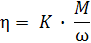 η = K · M/ω